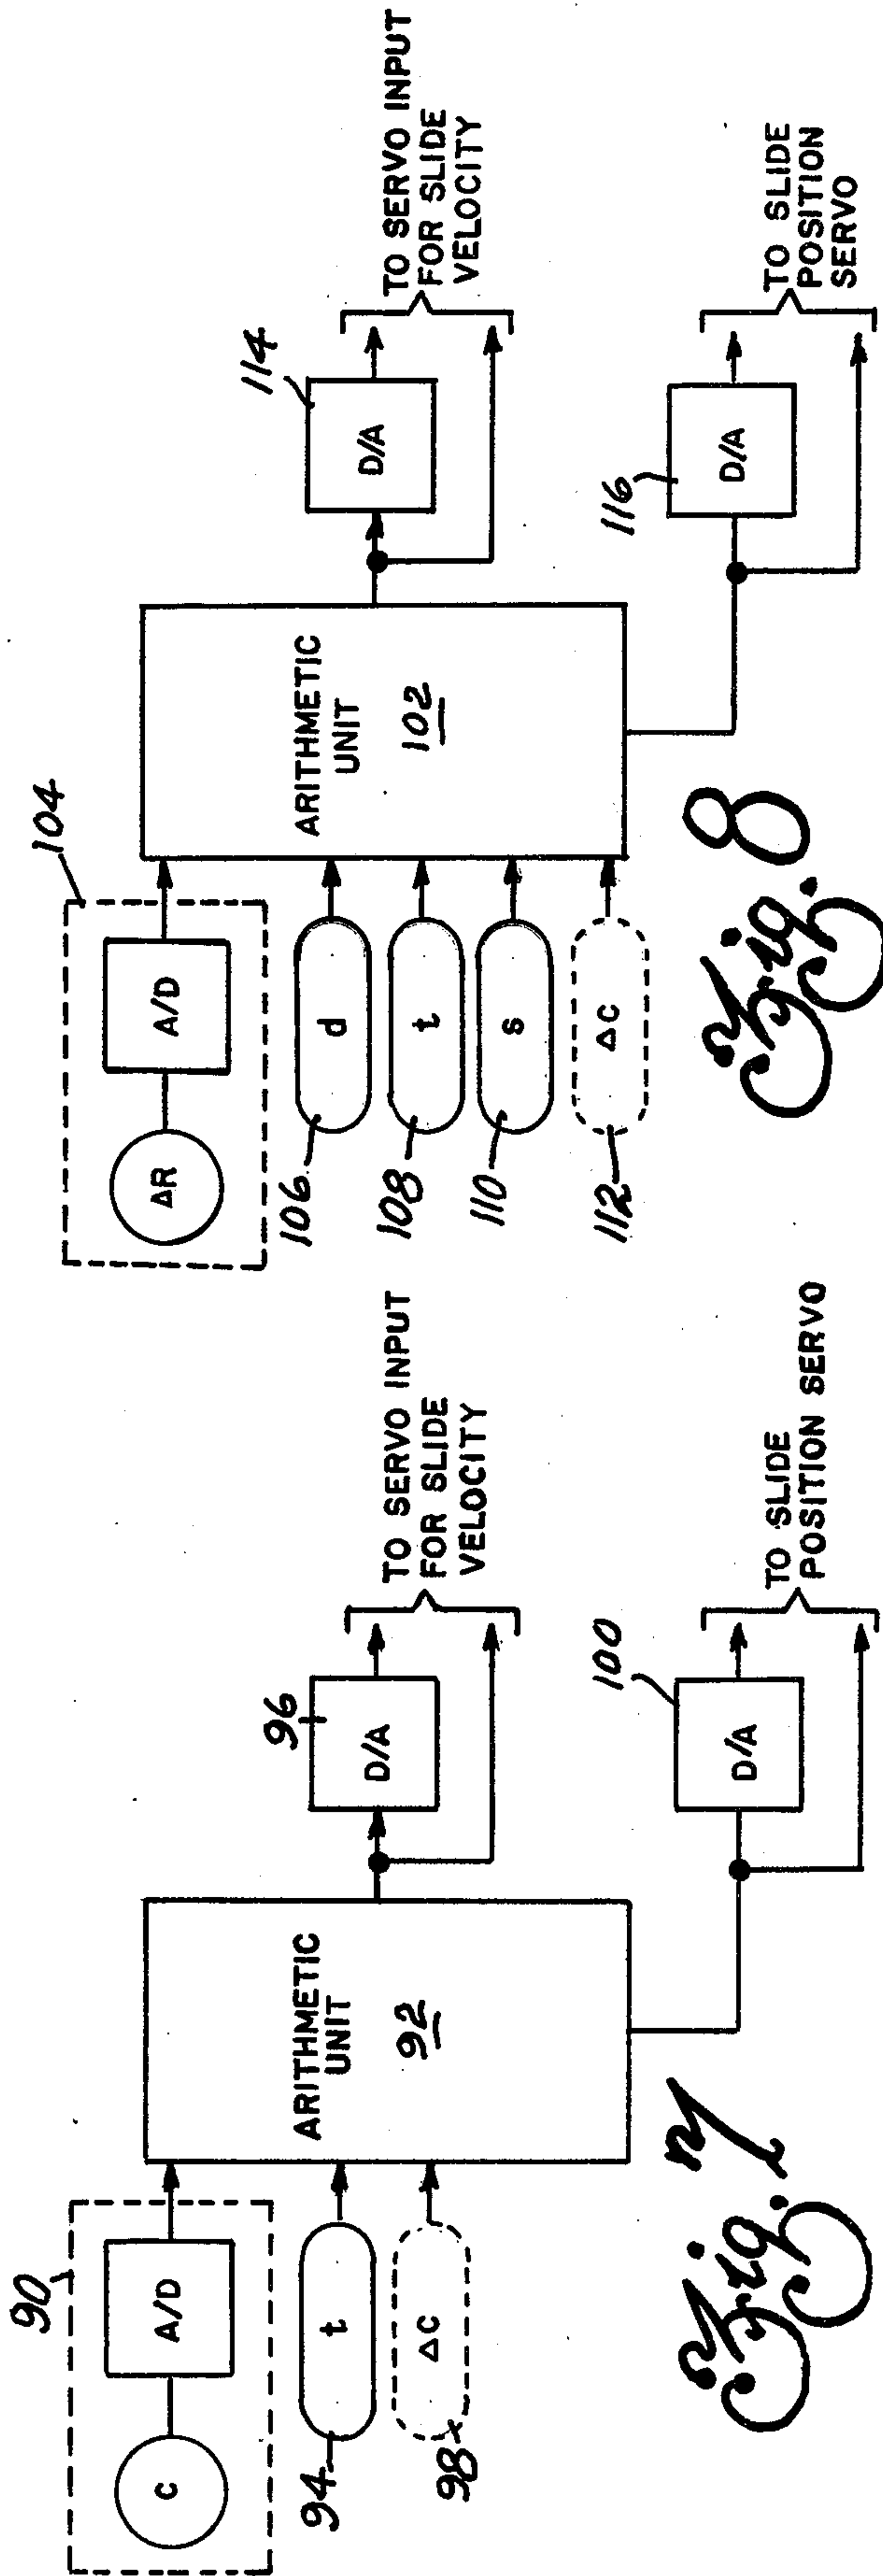 90
C
A/D
94
t
98
ΔC
ARITHMETIC
UNIT
92
96
D/A
TO SERVO INPUT
FOR SLIDE
VELOCITY
100
D/A
TO SLIDE
POSITION SERVO
Fig. 7
104
ΔR
A/D
106
d
108
t
110
s
112
ΔC
ARITHMETIC
UNIT
102
114
D/A
TO SERVO INPUT
FOR SLIDE
VELOCITY
116
D/A
TO SLIDE
POSITION
SERVO
Fig. 8